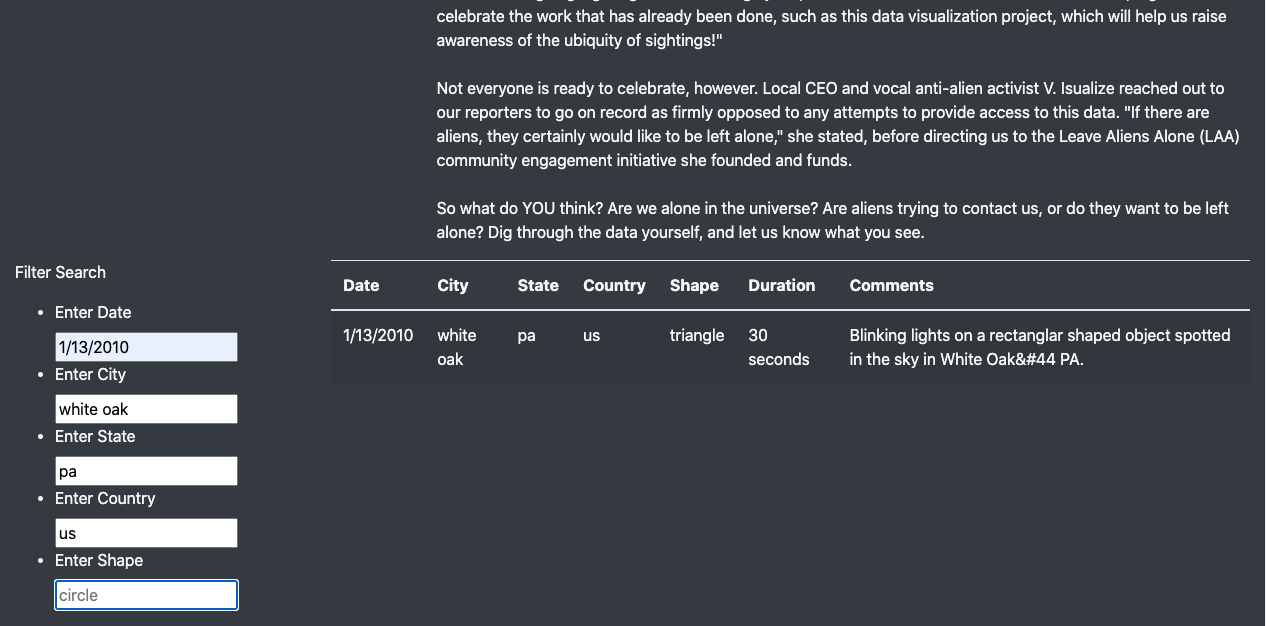 celebrate the work that has already been done, such as this data visualization project, which will help us raise
awareness of the ubiquity of sightings!"
Not everyone is ready to celebrate, however. Local CEO and vocal anti-alien activist V. Isualize reached out to
our reporters to go on record as firmly opposed to any attempts to provide access to this data. "If there are
aliens, they certainly would like to be left alone," she stated, before directing us to the Leave Aliens Alone (LAA)
community engagement initiative she founded and funds.
So what do YOU think? Are we alone in the universe? Are aliens trying to contact us, or do they want to be left
alone? Dig through the data yourself, and let us know what you see.
Filter Search
Enter Date
1/13/2010
Enter City
white oak
Enter State
pa
Enter Country
us
Enter Shape
circle
Date City State Country Shape Duration Comments
1/13/2010 white pa us triangle 30 Blinking lights on a rectanglar shaped object spotted
oak seconds in the sky in White Oak&#44 PA.